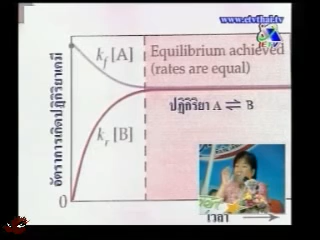 www.etvthai.tv
k_f [A]
Equilibrium achieved
(rates are equal)
ปฏิกิริยา A ⇌ B
k_r [B]
อัตราการเกิดปฏิกิริยาเคมี
0
เวลา